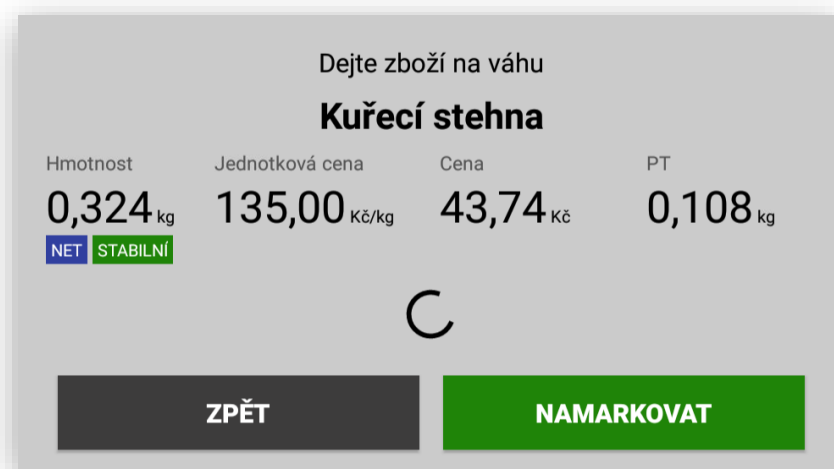 Dejte zboží na váhu
Kuřecí stehna
Hmotnost Jednotková cena Cena PT
0,324 kg 135,00 Kč/kg 43,74 Kč 0,108 kg
NET STABILNÍ
ZPĚT NAMARKOVAT